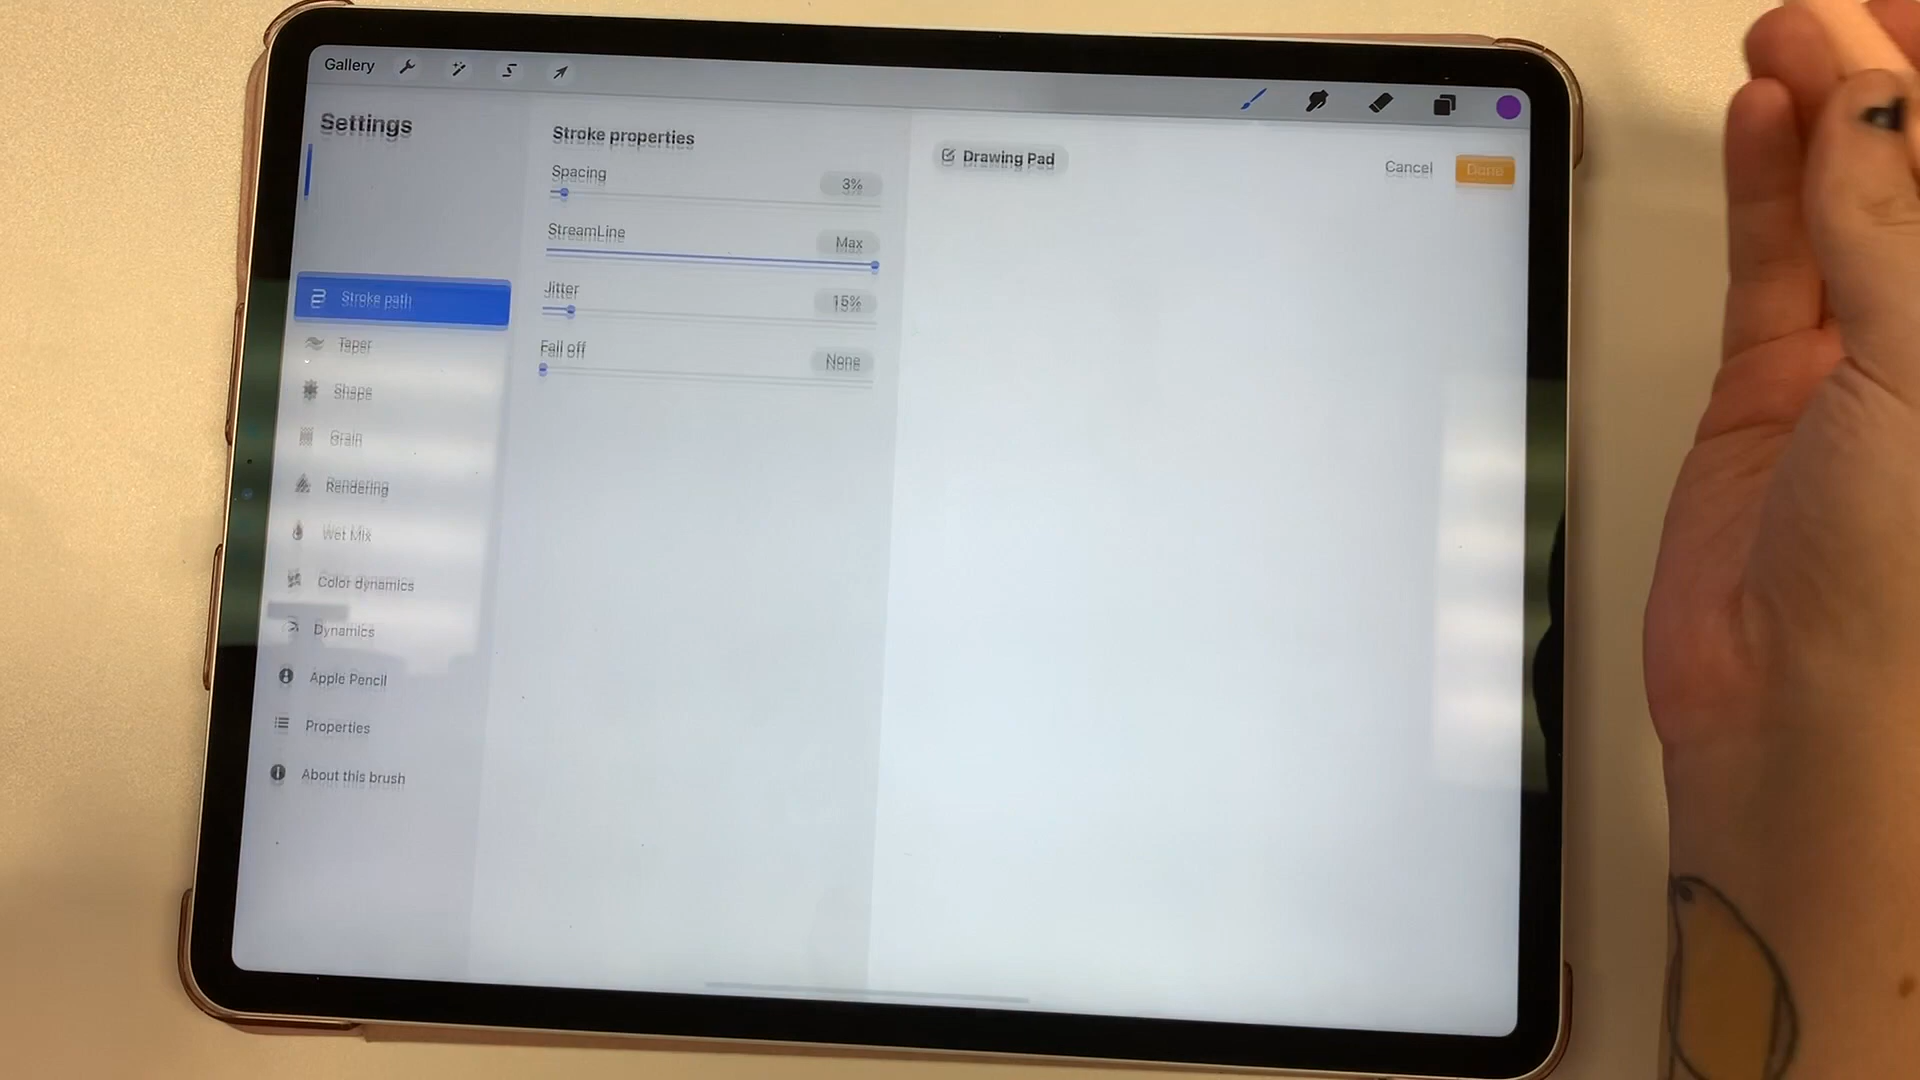 Gallery
Settings
Stroke path
Taper
Shape
Grain
Rendering
Wet Mix
Color dynamics
Dynamics
Apple Pencil
Properties
About this brush
Stroke properties
Spacing
3%
StreamLine
Max
Jitter
15%
Fall off
None
Drawing Pad
Cancel
Done